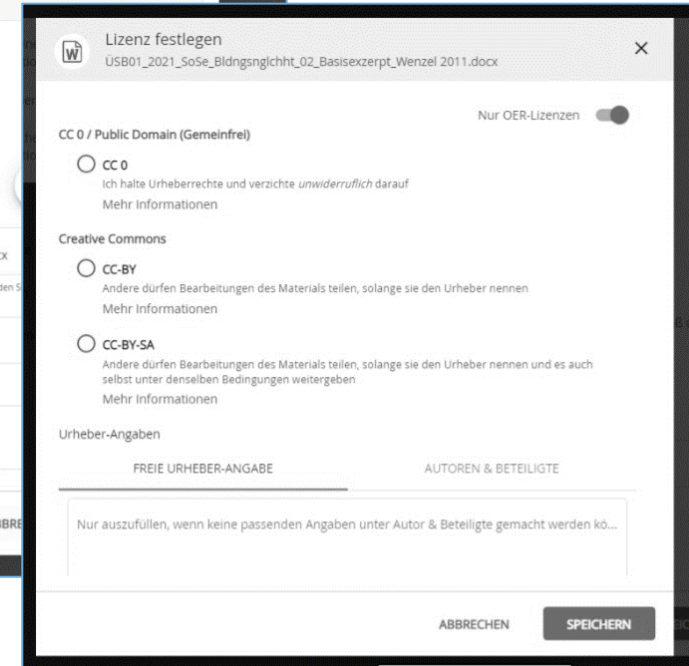 Lizenz festlegen
ÜSB01_2021_SoSe_Bldngsnglchht_02_Basisexzerpt_Wenzel 2011.docx
Nur OER-Lizenzen
CC 0 / Public Domain (Gemeinfrei)
CC 0
Ich halte Urheberrechte und verzichte unwiderruflich darauf
Mehr Informationen
Creative Commons
CC-BY
Andere dürfen Bearbeitungen des Materials teilen, solange sie den Urheber nennen
Mehr Informationen
CC-BY-SA
Andere dürfen Bearbeitungen des Materials teilen, solange sie den Urheber nennen und es auch
selbst unter denselben Bedingungen weitergeben
Mehr Informationen
Urheber-Angaben
FREIE URHEBER-ANGABE AUTOREN & BETEILIGTE
Nur auszufüllen, wenn keine passenden Angaben unter Autor & Beteiligte gemacht werden kö...
ABBRECHEN SPEICHERN